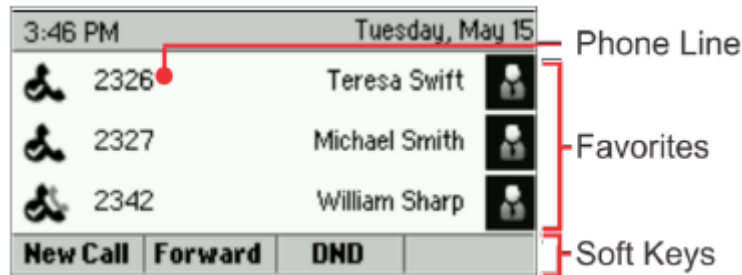 3:46 PM Tuesday, May 15
Phone Line
2326 Teresa Swift
2327 Michael Smith
Favorites
2342 William Sharp
New Call Forward DND
Soft Keys